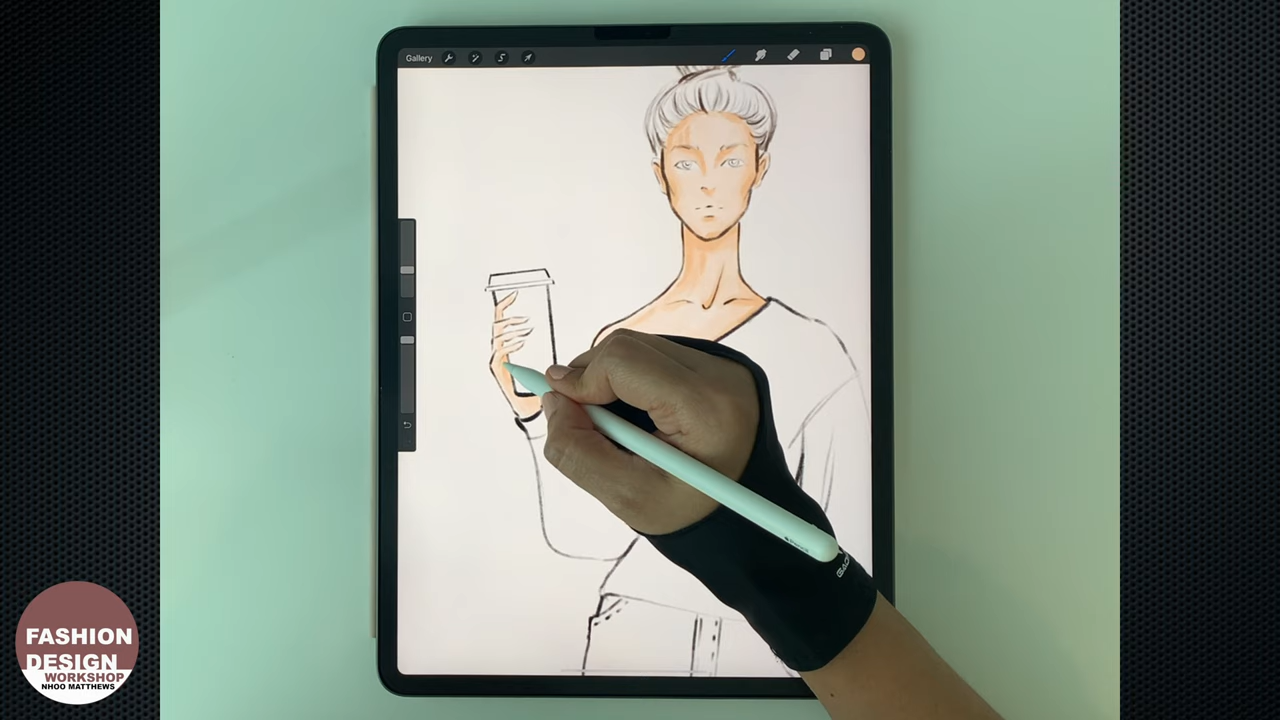 Gallery
FASHION
DESIGN
WORKSHOP
NHOO MATTHEWS